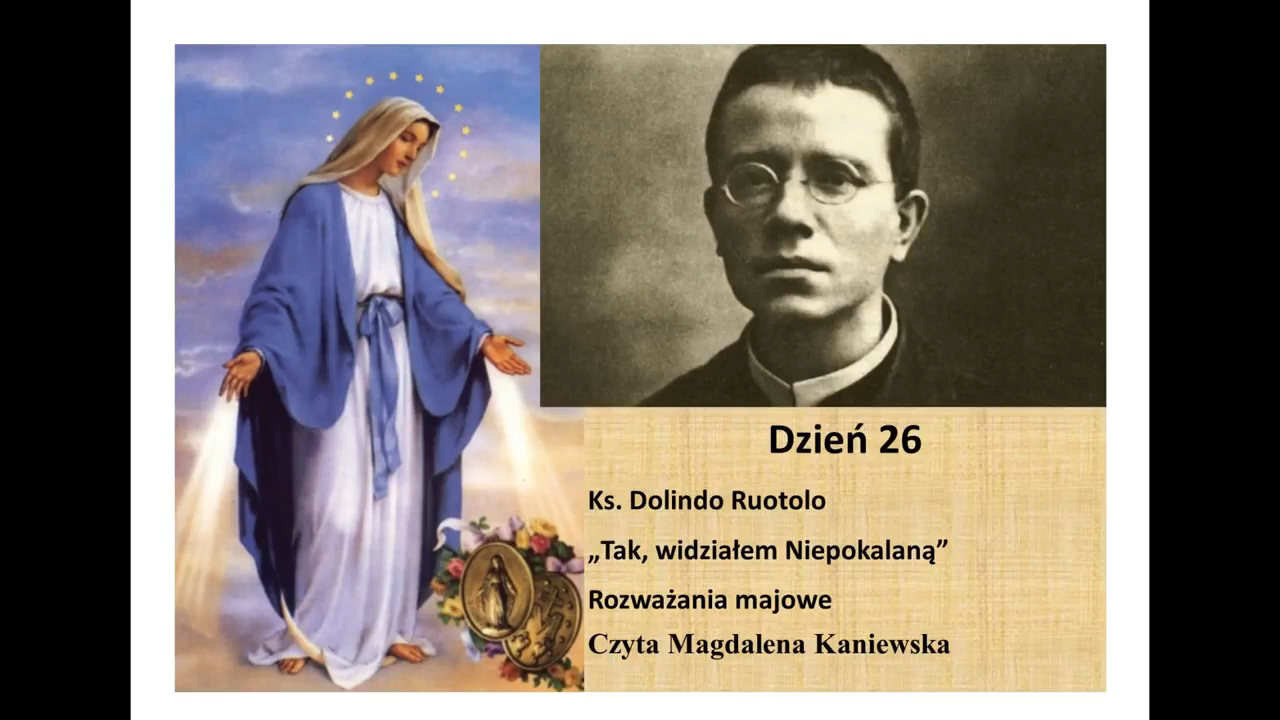 Dzień 26
Ks. Dolindo Ruotolo
„Tak, widziałem Niepokalaną”
Rozważania majowe
Czyta Magdalena Kaniewska